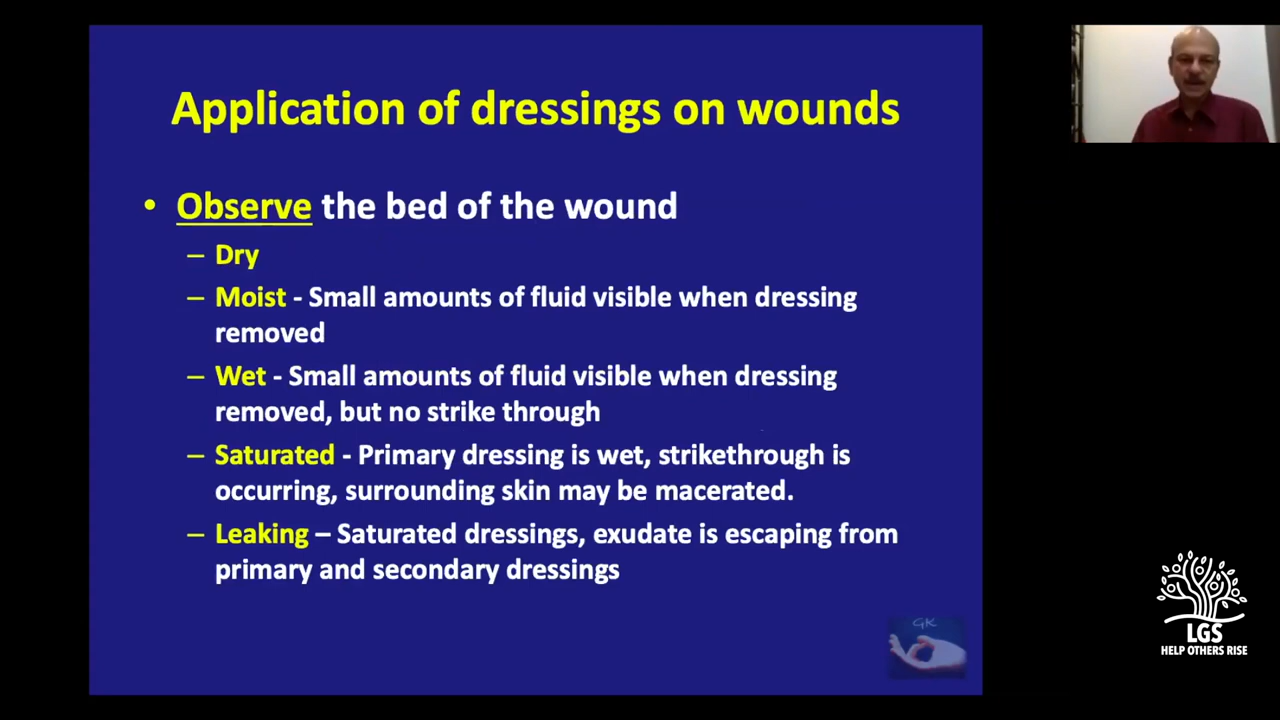 Application of dressings on wounds
• Observe the bed of the wound
– Dry
– Moist - Small amounts of fluid visible when dressing
removed
– Wet - Small amounts of fluid visible when dressing
removed, but no strike through
– Saturated - Primary dressing is wet, strikethrough is
occurring, surrounding skin may be macerated.
– Leaking – Saturated dressings, exudate is escaping from
primary and secondary dressings
GK
LGS
HELP OTHERS RISE